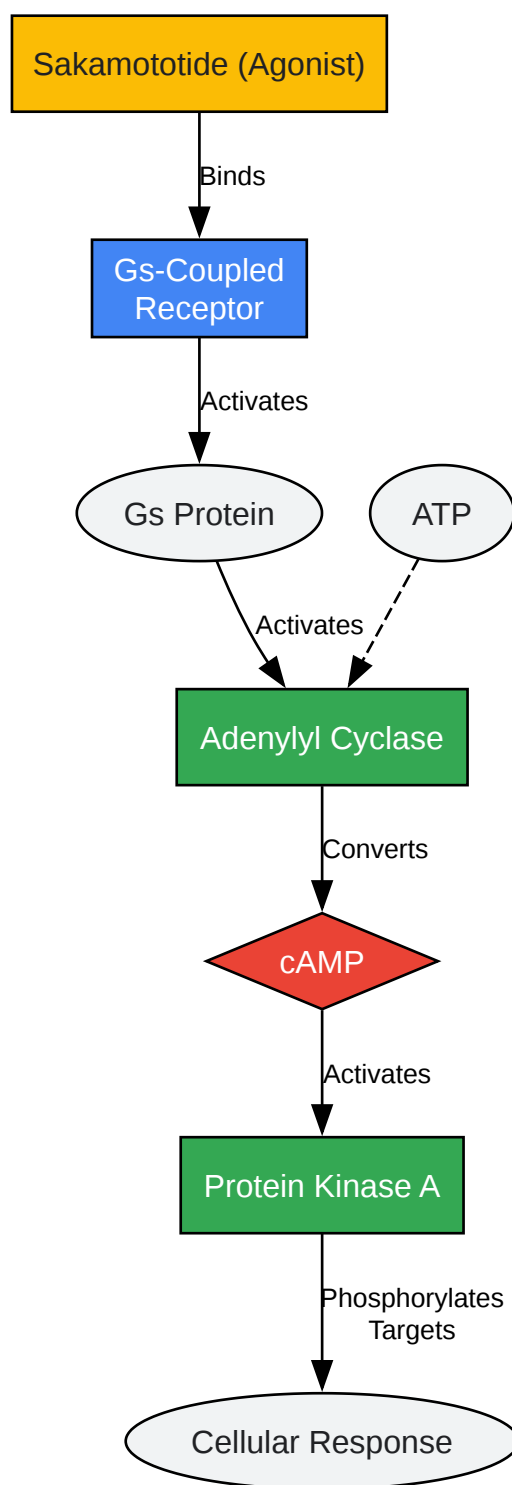 Sakamototide (Agonist)
Binds
Gs-Coupled
Receptor
Activates
Gs Protein
ATP
Activates
Adenylyl Cyclase
Converts
cAMP
Activates
Protein Kinase A
Phosphorylates
Targets
Cellular Response